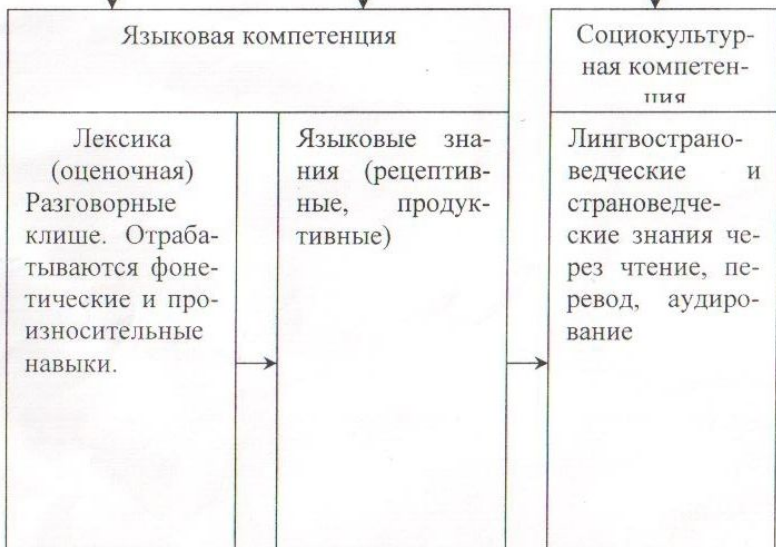 Языковая компетенция
Социокультур-
ная компетен-
ция
Лексика
(оценочная)
Разговорные
клише. Отраба-
тываются фоне-
тические и про-
износительные
навыки.
Языковые зна-
ния (рецептив-
ные, продук-
тивные)
Лингвострано-
ведческие и
страноведче-
ские знания че-
рез чтение, пе-
ревод, аудиро-
вание